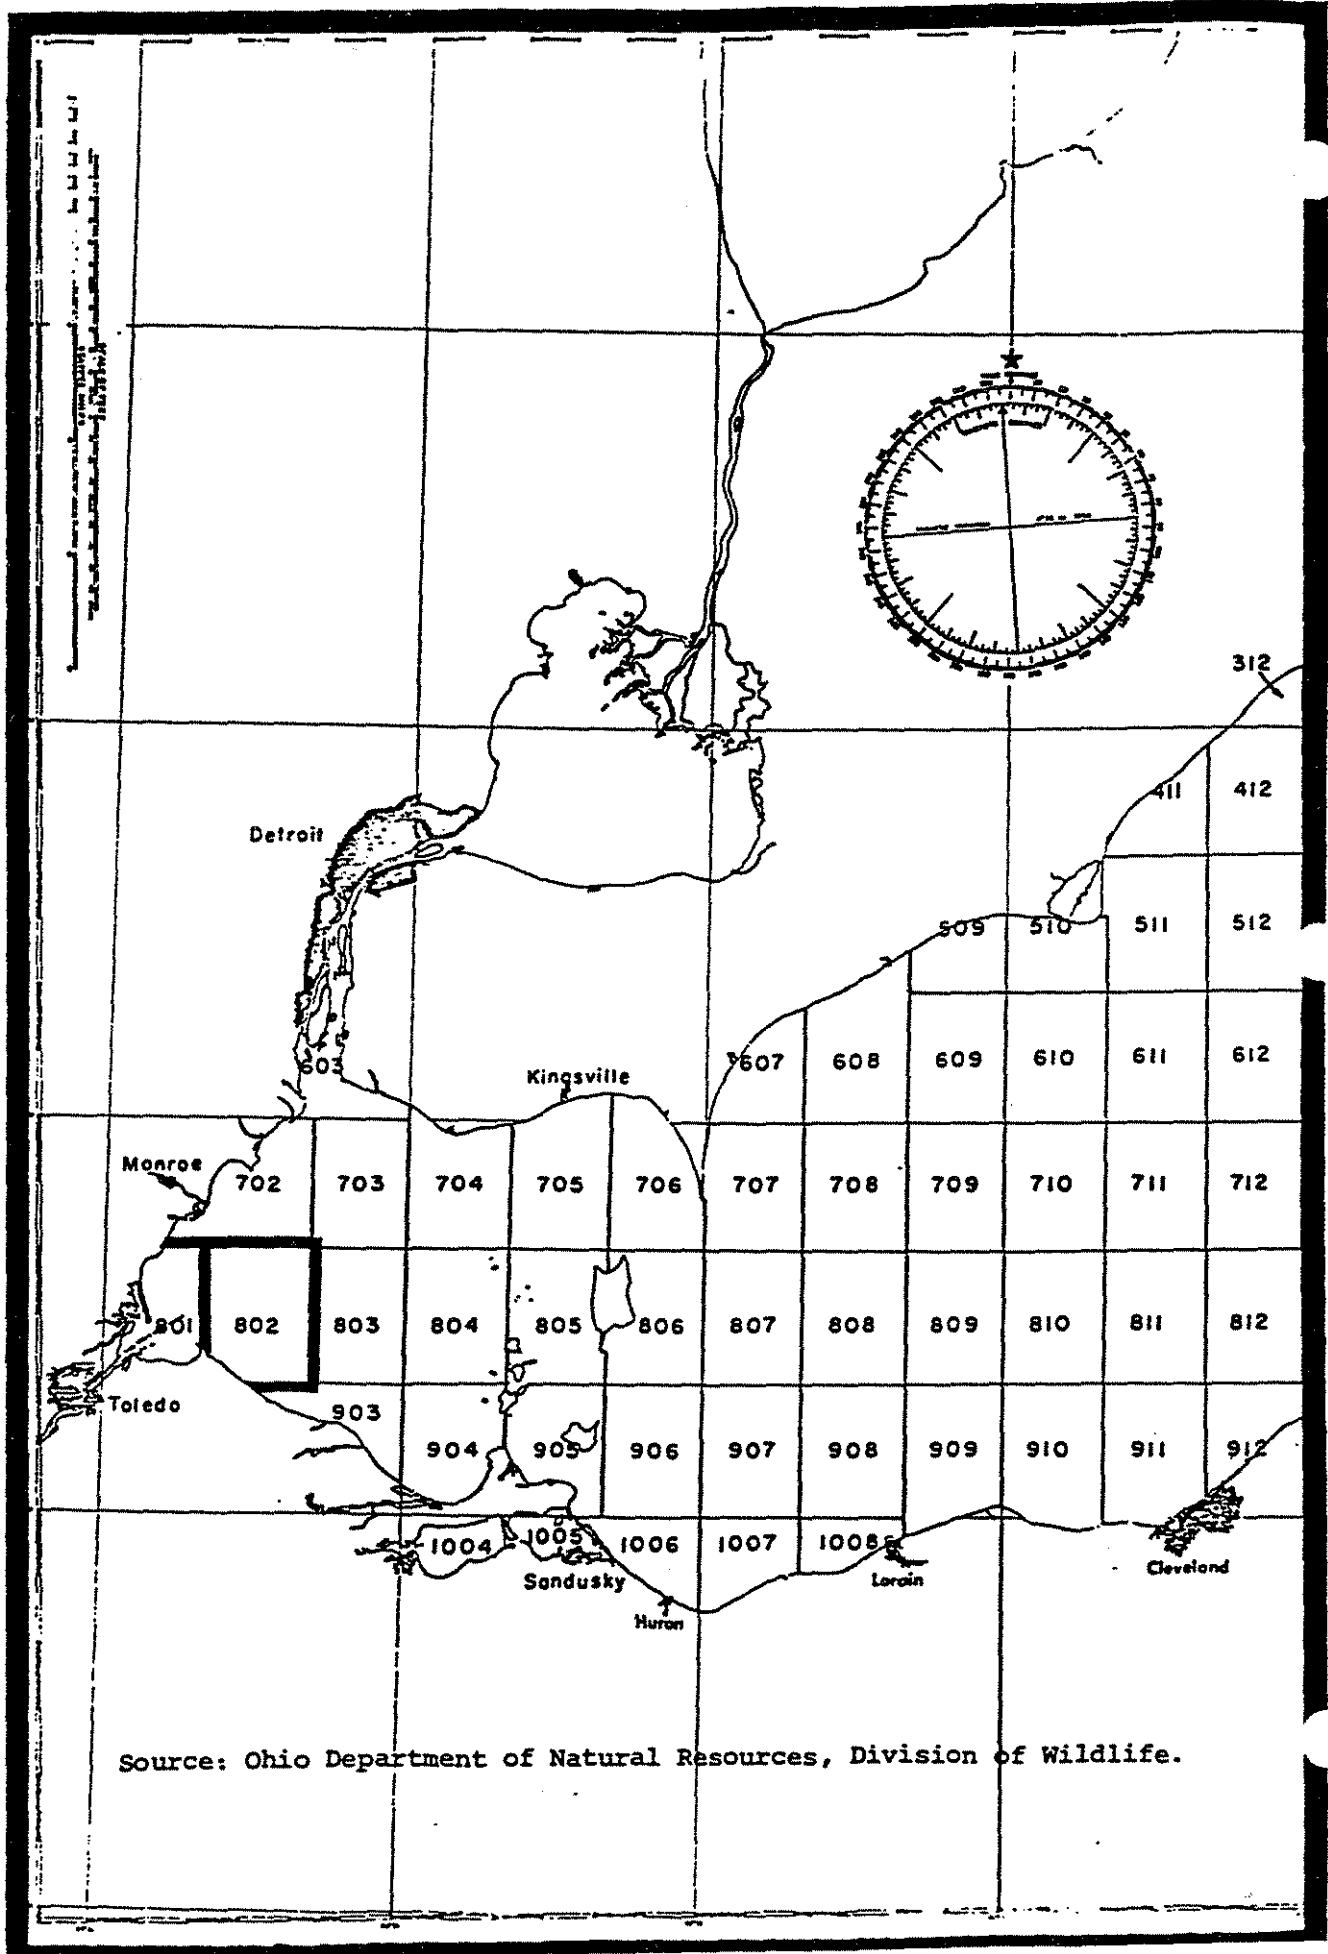 312
411 412
Detroit
509 510 511 512
603 Kingsville 607 608 609 610 611 612
Monroe
702 703 704 705 706 707 708 709 710 711 712
801 802 803 804 805 806 807 808 809 810 811 812
Toledo
903
904 905 906 907 908 909 910 911 912
1004 1005 1006 1007 1008
Sandusky Lorain Cleveland
Huron
Source: Ohio Department of Natural Resources, Division of Wildlife.